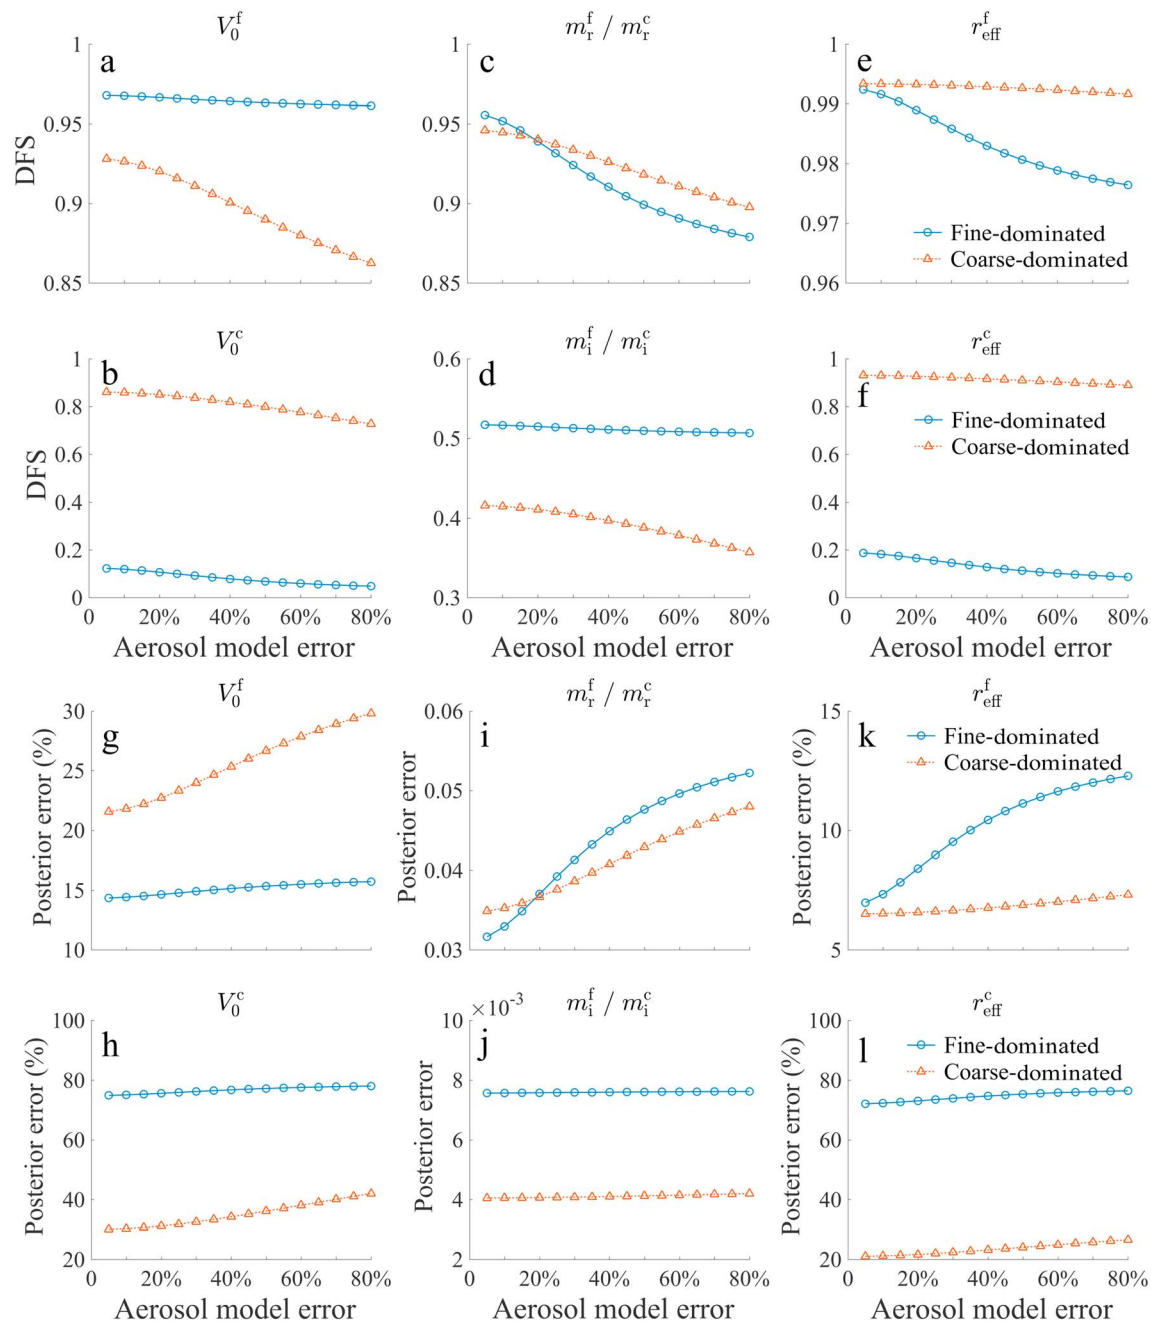 V₀ᶠ
a
1
0.95
0.9
0.85
DFS
mᵣᶠ / mᵣᶜ
c
1
0.95
0.9
0.85
r_eff^f
e
1
0.99
0.98
0.97
0.96
Fine-dominated
Coarse-dominated
V₀ᶜ
b
1
0.8
0.6
0.4
0.2
0
DFS
0 20% 40% 60% 80%
Aerosol model error
mᵢᶠ / mᵢᶜ
d
0.6
0.5
0.4
0.3
0 20% 40% 60% 80%
Aerosol model error
r_eff^c
f
1
0.8
0.6
0.4
0.2
0
Fine-dominated
Coarse-dominated
0 20% 40% 60% 80%
Aerosol model error
V₀ᶠ
g
30
25
20
15
10
Posterior error (%)
mᵣᶠ / mᵣᶜ
i
0.06
0.05
0.04
0.03
Posterior error
r_eff^f
k
15
10
5
Posterior error (%)
Fine-dominated
Coarse-dominated
V₀ᶜ
h
100
80
60
40
20
Posterior error (%)
0 20% 40% 60% 80%
Aerosol model error
mᵢᶠ / mᵢᶜ
×10⁻³
j
10
8
6
4
2
Posterior error
0 20% 40% 60% 80%
Aerosol model error
r_eff^c
l
100
80
60
40
20
Posterior error (%)
Fine-dominated
Coarse-dominated
0 20% 40% 60% 80%
Aerosol model error